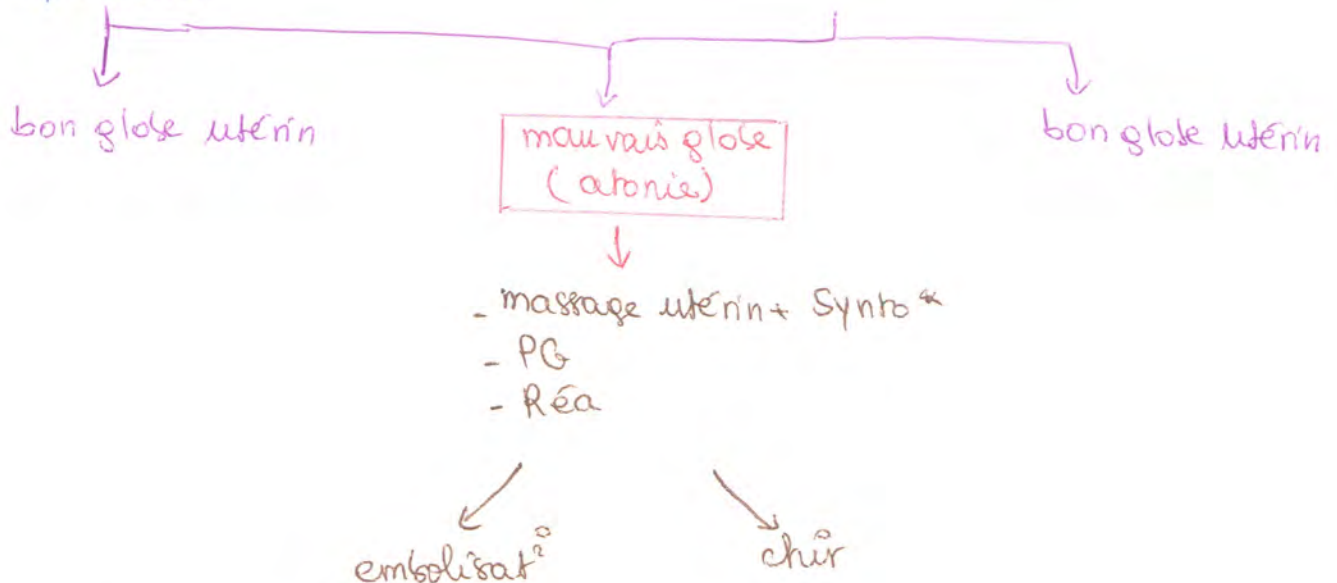 bon globe utérin
mauvais globe
(atonie)
bon globe utérin
- massage utérin + Synto*
- PG
- Réa
embolisat°
chir